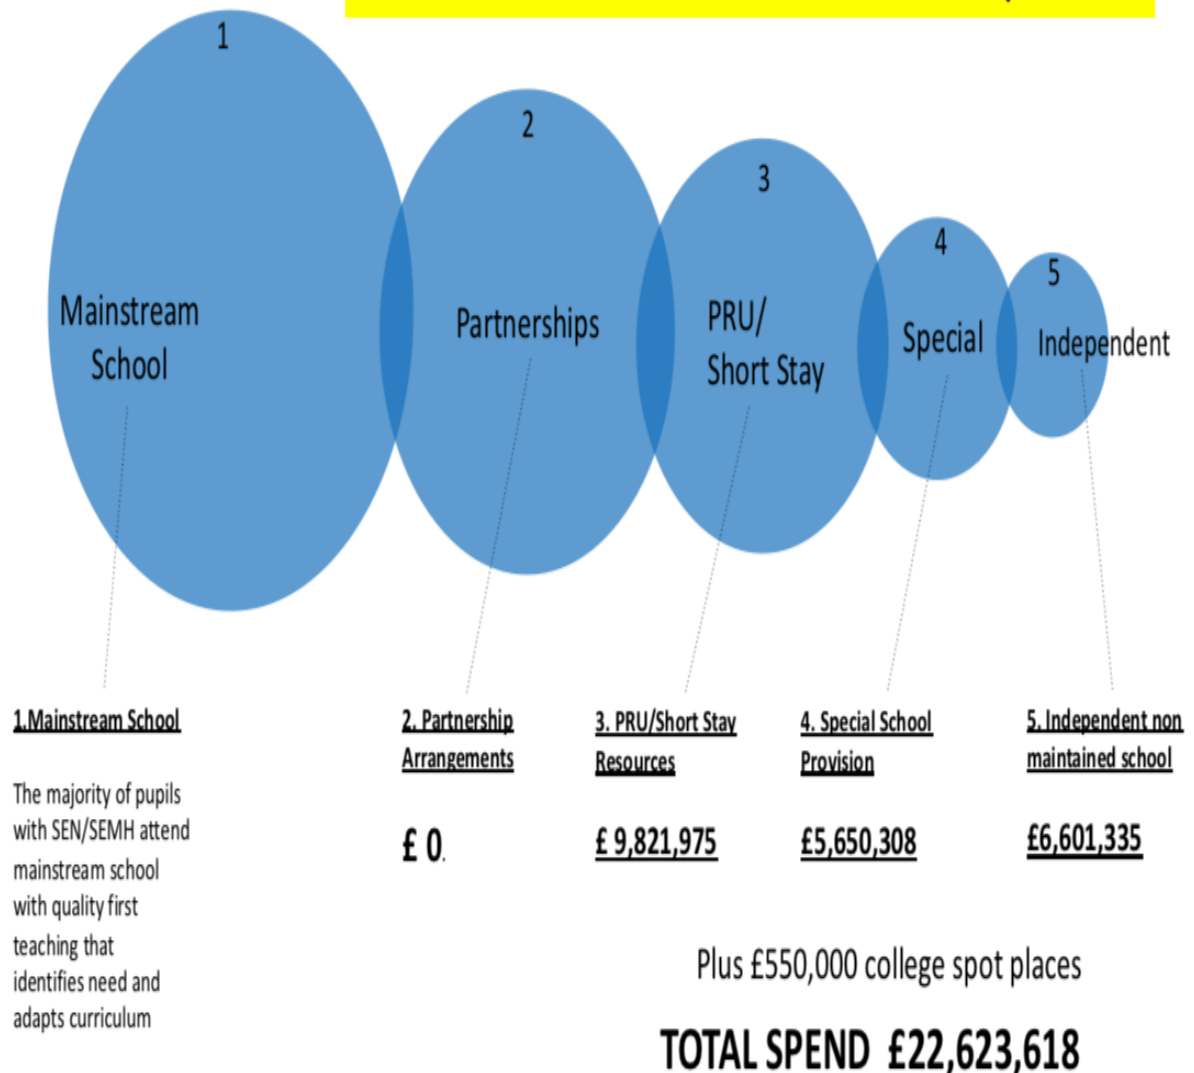 1
2
3
4
5
Mainstream
School
Partnerships
PRU/
Short Stay
Special
Independent
1.Mainstream School
The majority of pupils
with SEN/SEMH attend
mainstream school
with quality first
teaching that
identifies need and
adapts curriculum
2. Partnership
Arrangements
£ 0.
3. PRU/Short Stay
Resources
£ 9,821,975
4. Special School
Provision
£5,650,308
5. Independent non
maintained school
£6,601,335
Plus £550,000 college spot places
TOTAL SPEND £22,623,618